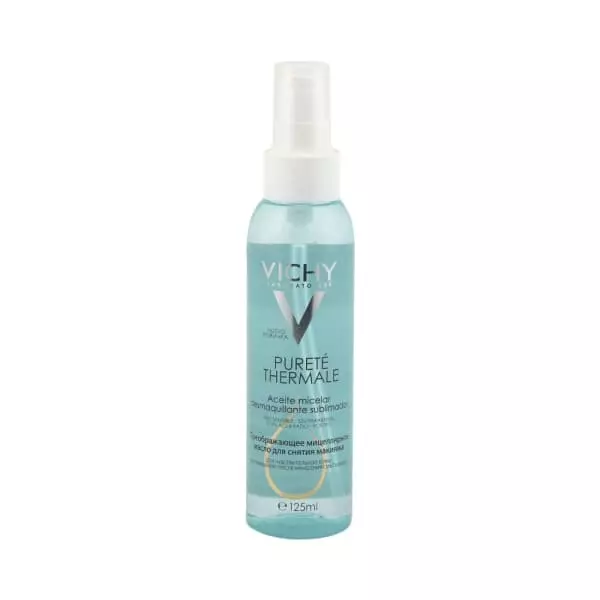 VICHY
LABORATOIRES
PURETÉ
THERMALE
Aceite micelar
desmaquillante sublimador
Преображающее мицеллярное
масло для снятия макияжа
℮ 125ml